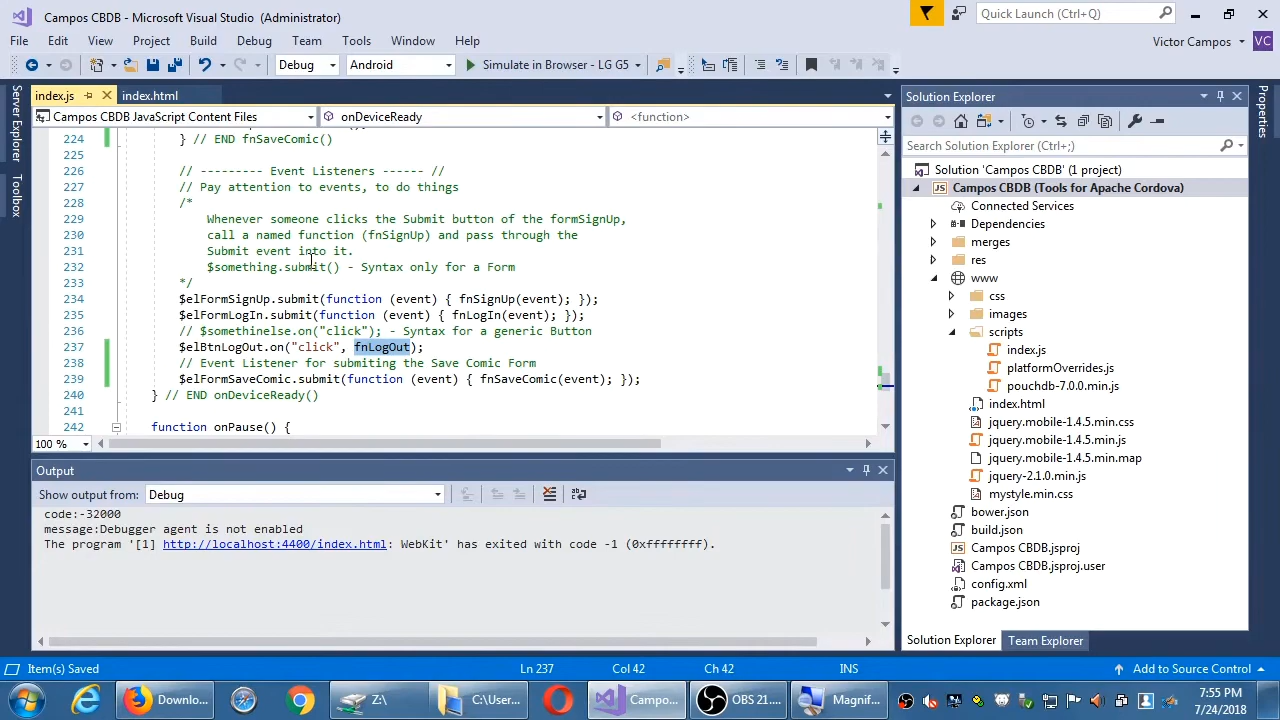 Campos CBDB - Microsoft Visual Studio (Administrator)
Quick Launch (Ctrl+Q)
File Edit View Project Build Debug Team Tools Window Help
Victor Campos
VC
Debug Android Simulate in Browser - LG G5
Server Explorer
Toolbox
index.js index.html
Campos CBDB JavaScript Content Files onDeviceReady <function>
224 } // END fnSaveComic()
225
226 // --------- Event Listeners ------ //
227 // Pay attention to events, to do things
228 /*
229 Whenever someone clicks the Submit button of the formSignUp,
230 call a named function (fnSignUp) and pass through the
231 Submit event into it.
232 $something.submit() - Syntax only for a Form
233 */
234 $elFormSignUp.submit(function (event) { fnSignUp(event); });
235 $elFormLogIn.submit(function (event) { fnLogIn(event); });
236 // $somethinelse.on("click"); - Syntax for a generic Button
237 $elBtnLogOut.on("click", fnLogOut);
238 // Event Listener for submiting the Save Comic Form
239 $elFormSaveComic.submit(function (event) { fnSaveComic(event); });
240 } // END onDeviceReady()
241
242 function onPause() {
100 %
Output
Show output from: Debug
code:-32000
message:Debugger agent is not enabled
The program '[1] http://localhost:4400/index.html: WebKit' has exited with code -1 (0xffffffff).
Solution Explorer
Search Solution Explorer (Ctrl+;)
Solution 'Campos CBDB' (1 project)
JS Campos CBDB (Tools for Apache Cordova)
Connected Services
Dependencies
merges
res
www
css
images
scripts
index.js
platformOverrides.js
pouchdb-7.0.0.min.js
index.html
jquery.mobile-1.4.5.min.css
jquery.mobile-1.4.5.min.js
jquery.mobile-1.4.5.min.map
jquery-2.1.0.min.js
mystyle.min.css
bower.json
build.json
JS Campos CBDB.jsproj
Campos CBDB.jsproj.user
config.xml
package.json
Solution Explorer Team Explorer
Properties
Item(s) Saved Ln 237 Col 42 Ch 42 INS Add to Source Control
Downlo... Z:\ C:\User... Campo... OBS 21.... Magnif...
7:55 PM
7/24/2018